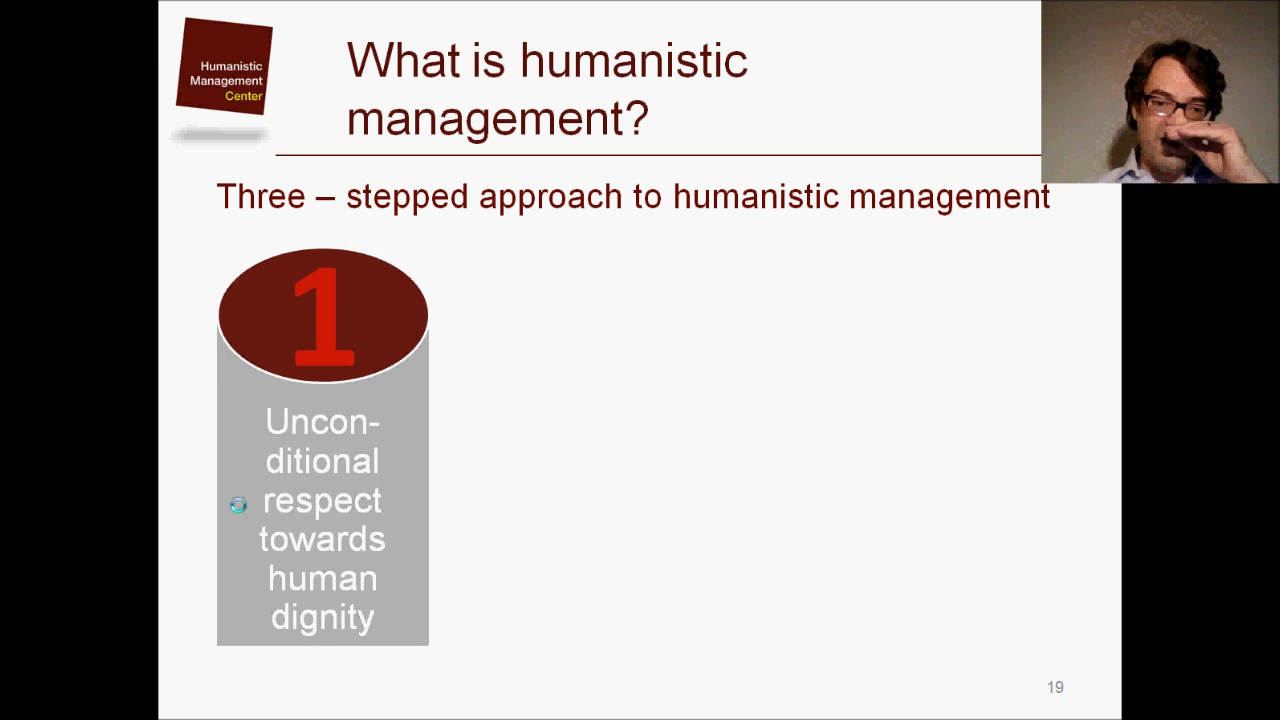 Humanistic
Management
Center
What is humanistic
management?
Three – stepped approach to humanistic management
1
Uncon-
ditional
respect
towards
human
dignity
19